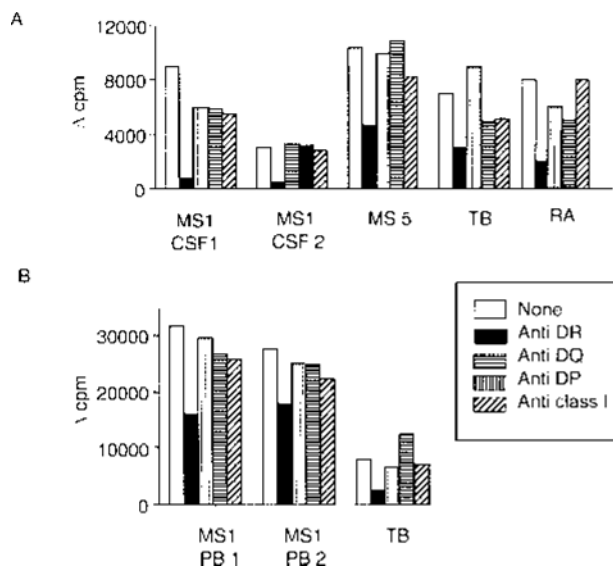 A
12000
8000
4000
0
Δ cpm
MS1 CSF1
MS1 CSF 2
MS 5
TB
RA
B
30000
20000
10000
0
Δ cpm
MS1 PB 1
MS1 PB 2
TB
None
Anti DR
Anti DQ
Anti DP
Anti class I